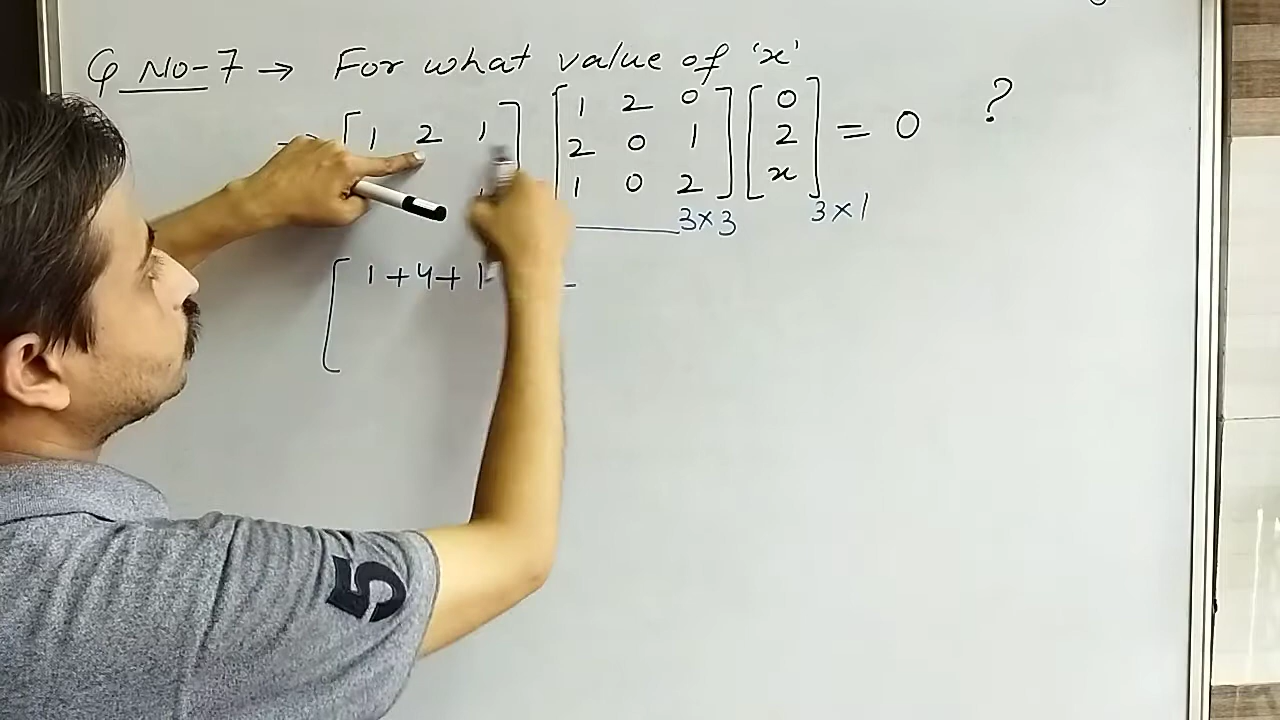 Q No-7 → For what value of 'x'
[ 1 2 1 ] [ 1 2 0 ] [ 0 ] = 0 ?
[ 2 0 1 ] [ 2 ]
[ 1 0 2 ] [ x ]
3×3 3×1
[ 1+4+1
5